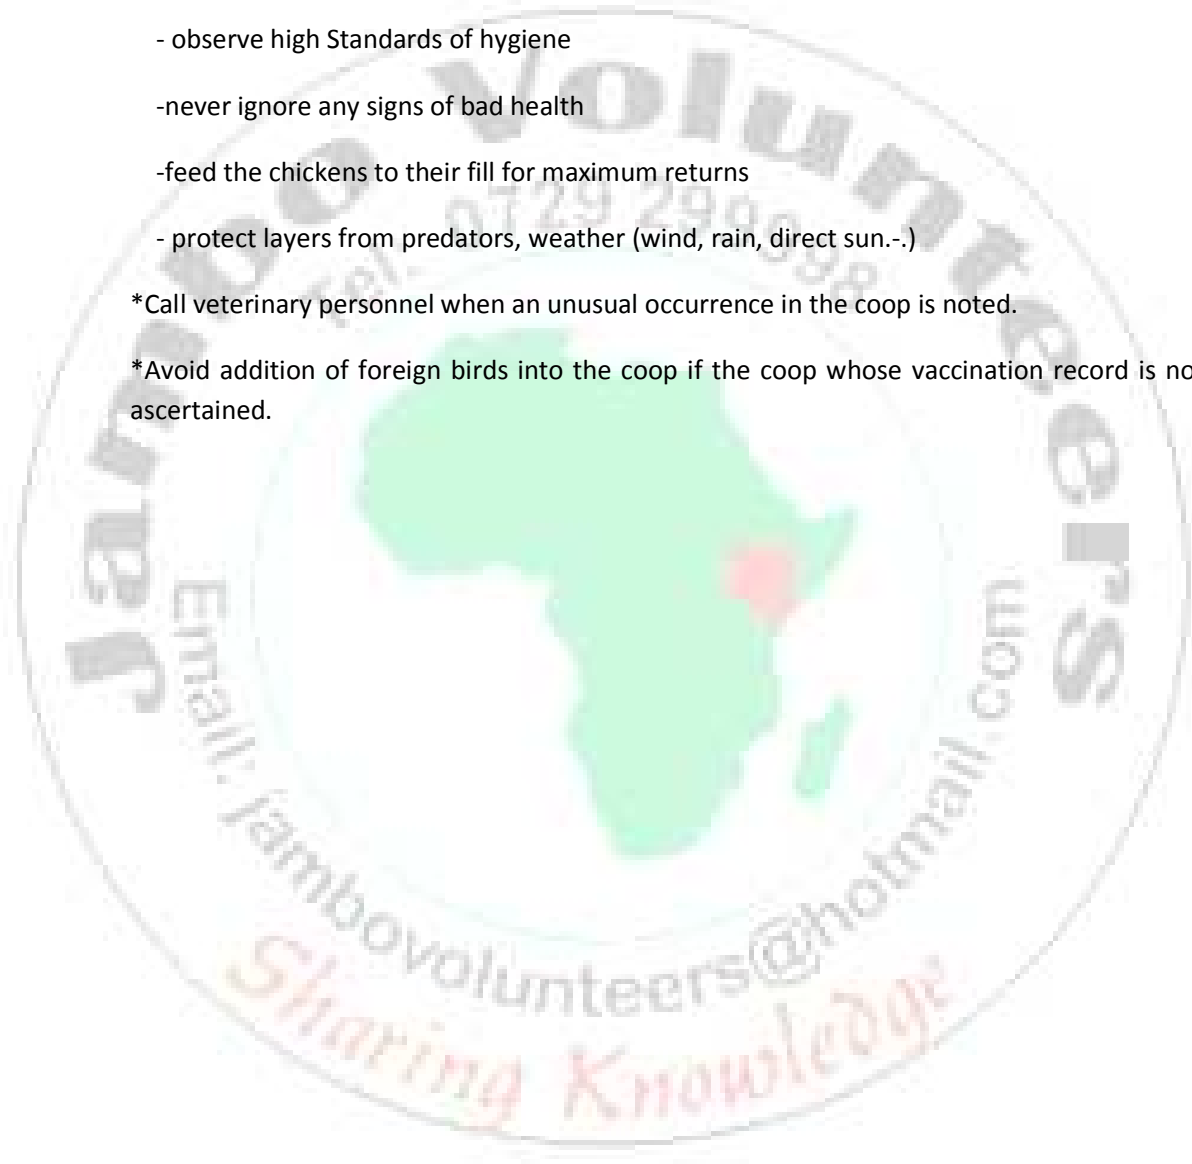 - observe high Standards of hygiene
-never ignore any signs of bad health
-feed the chickens to their fill for maximum returns
- protect layers from predators, weather (wind, rain, direct sun.-.)
*Call veterinary personnel when an unusual occurrence in the coop is noted.
*Avoid addition of foreign birds into the coop if the coop whose vaccination record is no
ascertained.
Jambo Volunteers
Tel. 0729 299998
Email: jambovolunteers@hotmail.com
Sharing Knowledge